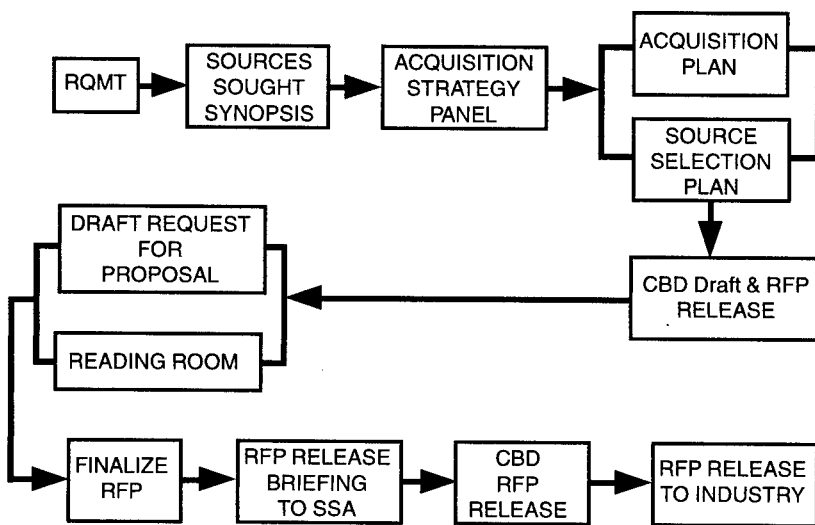 RQMT
SOURCES
SOUGHT
SYNOPSIS
ACQUISITION
STRATEGY
PANEL
ACQUISITION
PLAN
SOURCE
SELECTION
PLAN
CBD Draft & RFP
RELEASE
DRAFT REQUEST
FOR
PROPOSAL
READING ROOM
FINALIZE
RFP
RFP RELEASE
BRIEFING
TO SSA
CBD
RFP
RELEASE
RFP RELEASE
TO INDUSTRY